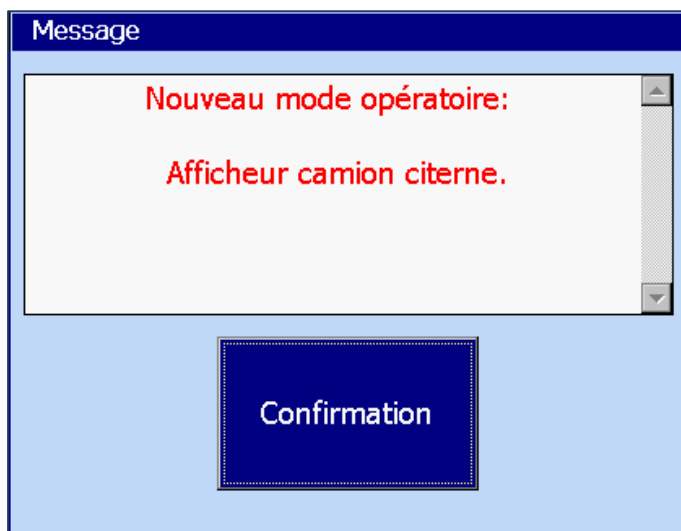 Message
Nouveau mode opératoire:
Afficheur camion citerne.
Confirmation